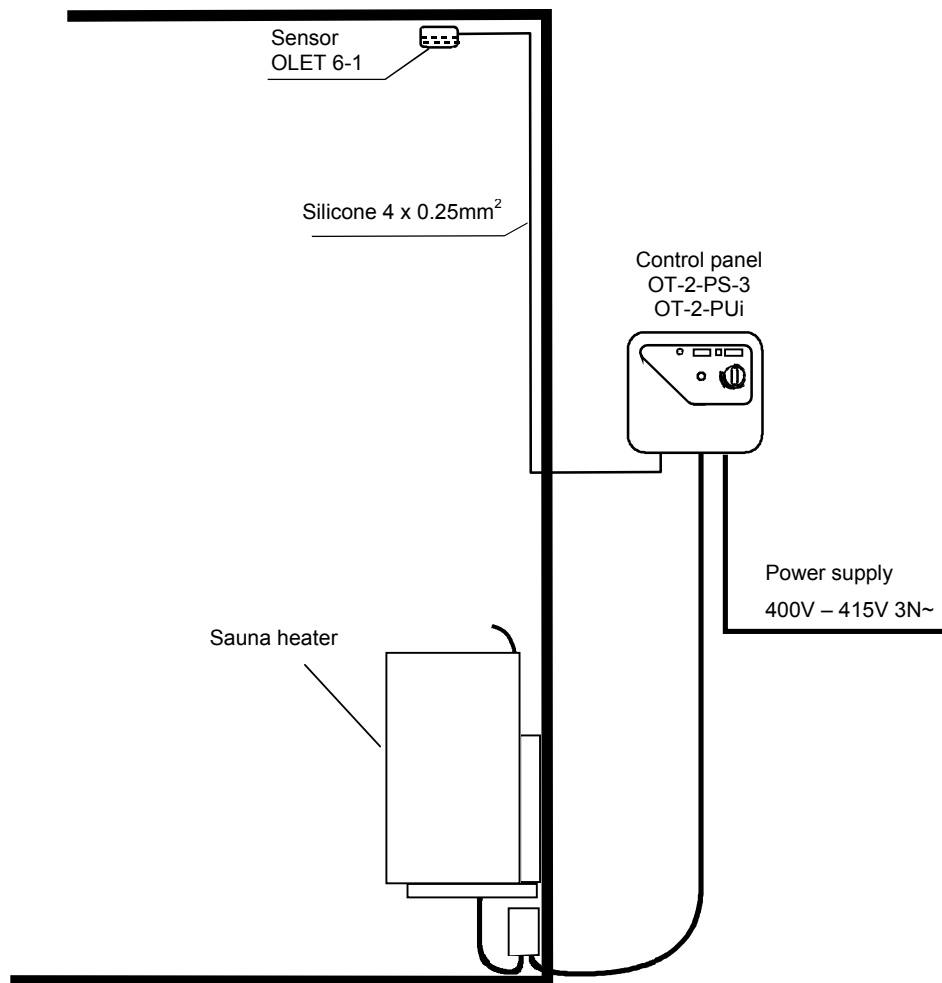 Sensor
OLET 6-1
Silicone 4 x 0.25mm²
Control panel
OT-2-PS-3
OT-2-PUi
Power supply
400V – 415V 3N~
Sauna heater